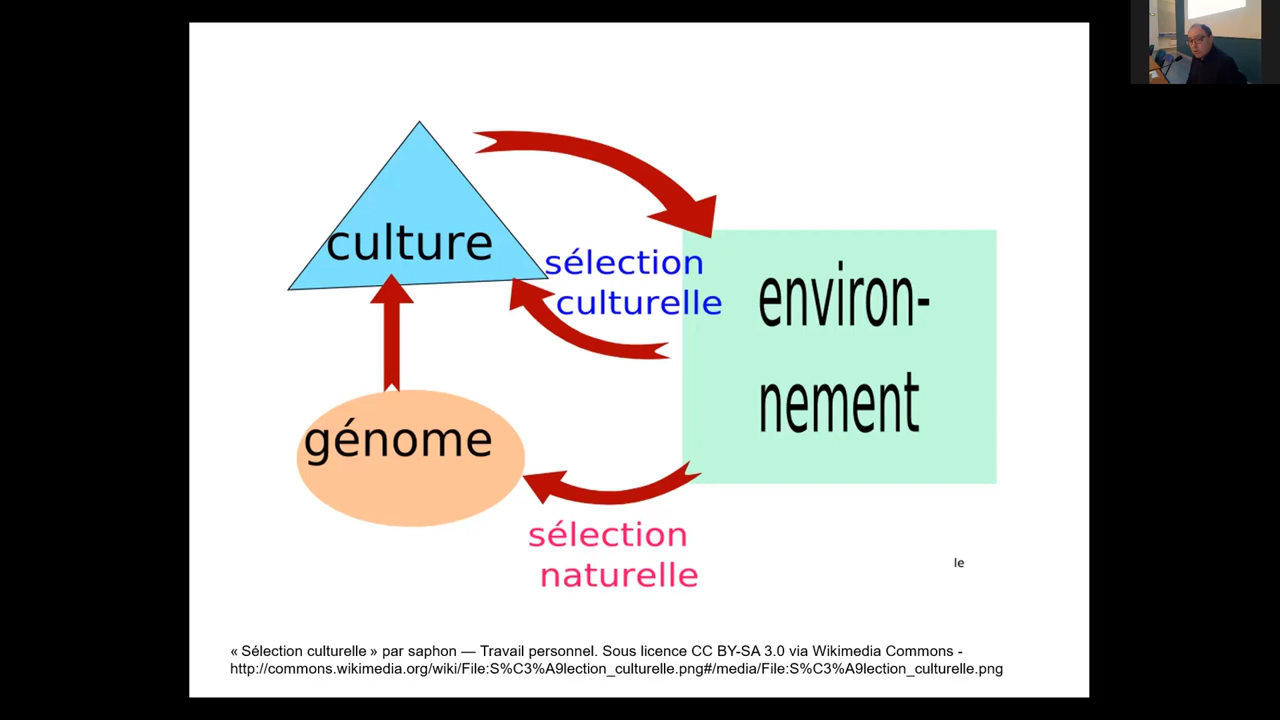 culture
sélection
culturelle
environ-
nement
génome
sélection
naturelle
le
« Sélection culturelle » par saphon — Travail personnel. Sous licence CC BY-SA 3.0 via Wikimedia Commons -
http://commons.wikimedia.org/wiki/File:S%C3%A9lection_culturelle.png#/media/File:S%C3%A9lection_culturelle.png